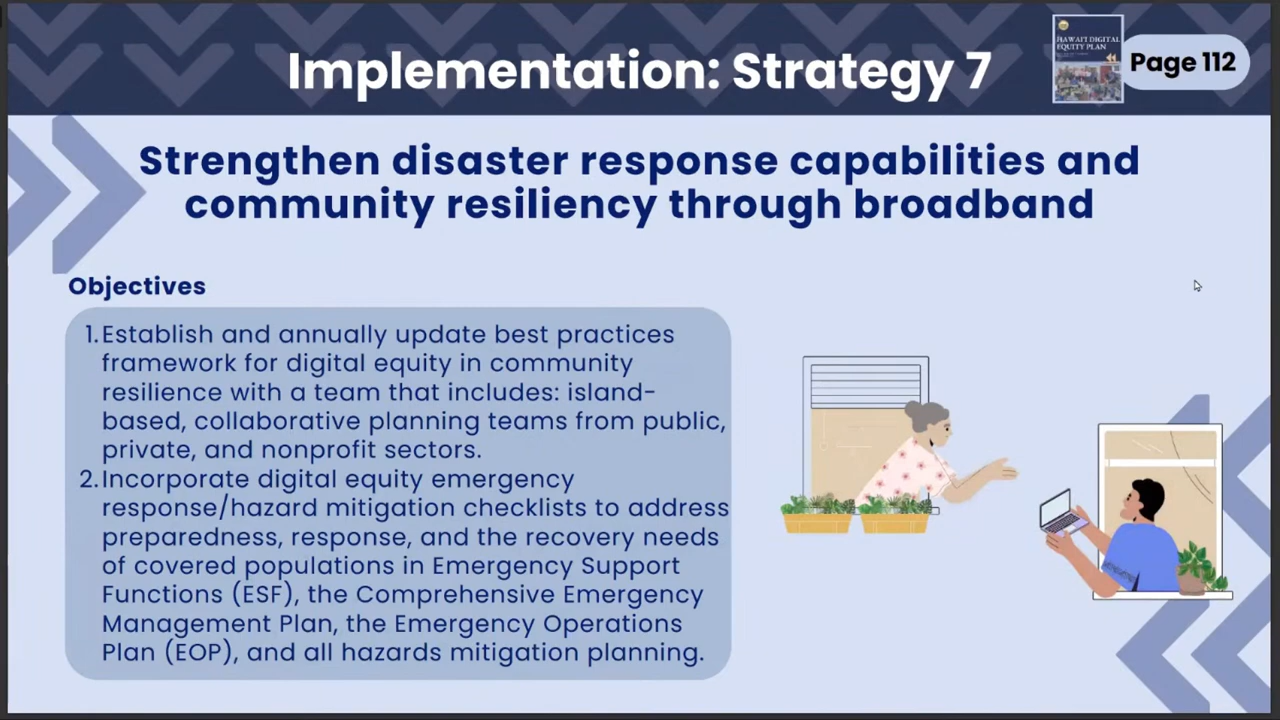 Implementation: Strategy 7
HAWAI'I DIGITAL
EQUITY PLAN
Page 112
Strengthen disaster response capabilities and
community resiliency through broadband
Objectives
1. Establish and annually update best practices
framework for digital equity in community
resilience with a team that includes: island-
based, collaborative planning teams from public,
private, and nonprofit sectors.
2. Incorporate digital equity emergency
response/hazard mitigation checklists to address
preparedness, response, and the recovery needs
of covered populations in Emergency Support
Functions (ESF), the Comprehensive Emergency
Management Plan, the Emergency Operations
Plan (EOP), and all hazards mitigation planning.